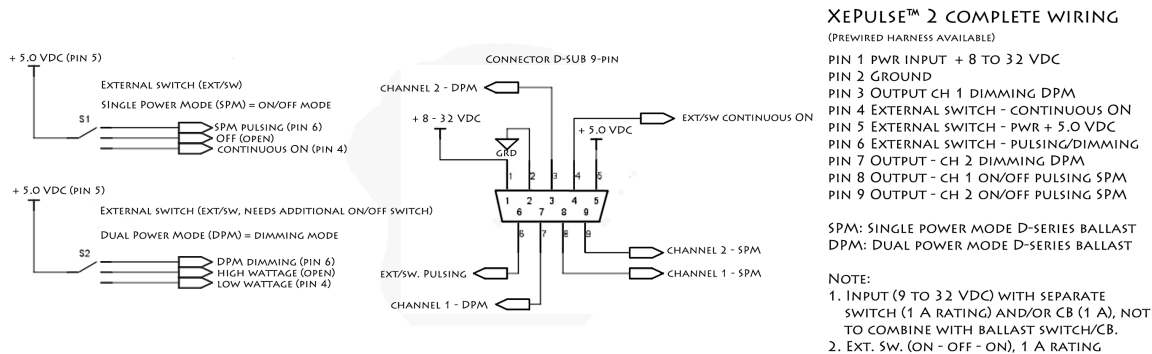 XePulse™ 2 complete wiring
(Prewired harness available)
pin 1 pwr input + 8 to 32 VDC
pin 2 Ground
pin 3 Output ch 1 dimming DPM
pin 4 External switch - continuous ON
pin 5 External switch - pwr + 5.0 VDC
pin 6 External switch - pulsing/dimming
pin 7 Output - ch 2 dimming DPM
pin 8 Output - ch 1 on/off pulsing SPM
pin 9 Output - ch 2 on/off pulsing SPM
SPM: Single power mode D-series ballast
DPM: Dual power mode D-series ballast
Note:
1. Input (9 to 32 VDC) with separate
switch (1 A rating) and/or CB (1 A), not
to combine with ballast switch/CB.
2. Ext. Sw. (on - off - on), 1 A rating
+ 5.0 VDC (pin 5)
External switch (ext/sw)
Single Power Mode (SPM) = on/off mode
S1
SPM pulsing (pin 6)
OFF (open)
continuous ON (pin 4)
+ 5.0 VDC (pin 5)
External switch (ext/sw, needs additional on/off switch)
Dual Power Mode (DPM) = dimming mode
S2
DPM dimming (pin 6)
high wattage (open)
low wattage (pin 4)
Connector D-SUB 9-pin
channel 2 - DPM
+ 8 - 32 VDC
GRD
ext/sw continuous ON
+ 5.0 VDC
1 2 3 4 5
1 2 3 4 5
6 7 8 9
6 7 8 9
channel 2 - SPM
channel 1 - SPM
ext/sw. pulsing
channel 1 - DPM